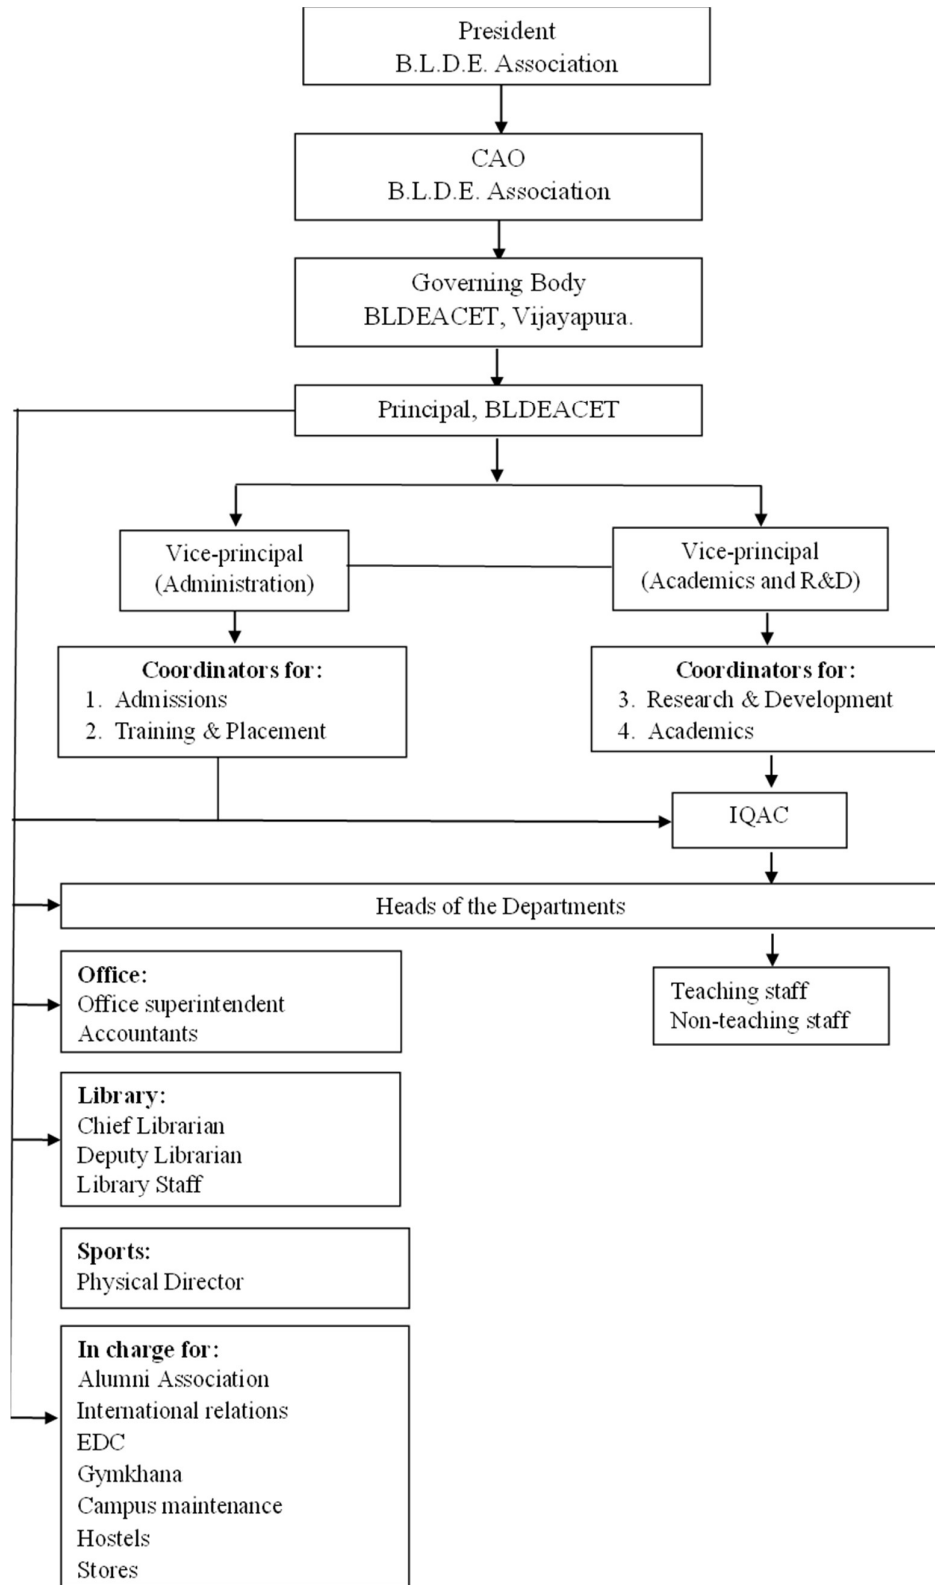 President
B.L.D.E. Association
CAO
B.L.D.E. Association
Governing Body
BLDEACET, Vijayapura.
Principal, BLDEACET
Vice-principal
(Administration)
Vice-principal
(Academics and R&D)
Coordinators for:
1. Admissions
2. Training & Placement
Coordinators for:
3. Research & Development
4. Academics
IQAC
Heads of the Departments
Office:
Office superintendent
Accountants
Teaching staff
Non-teaching staff
Library:
Chief Librarian
Deputy Librarian
Library Staff
Sports:
Physical Director
In charge for:
Alumni Association
International relations
EDC
Gymkhana
Campus maintenance
Hostels
Stores